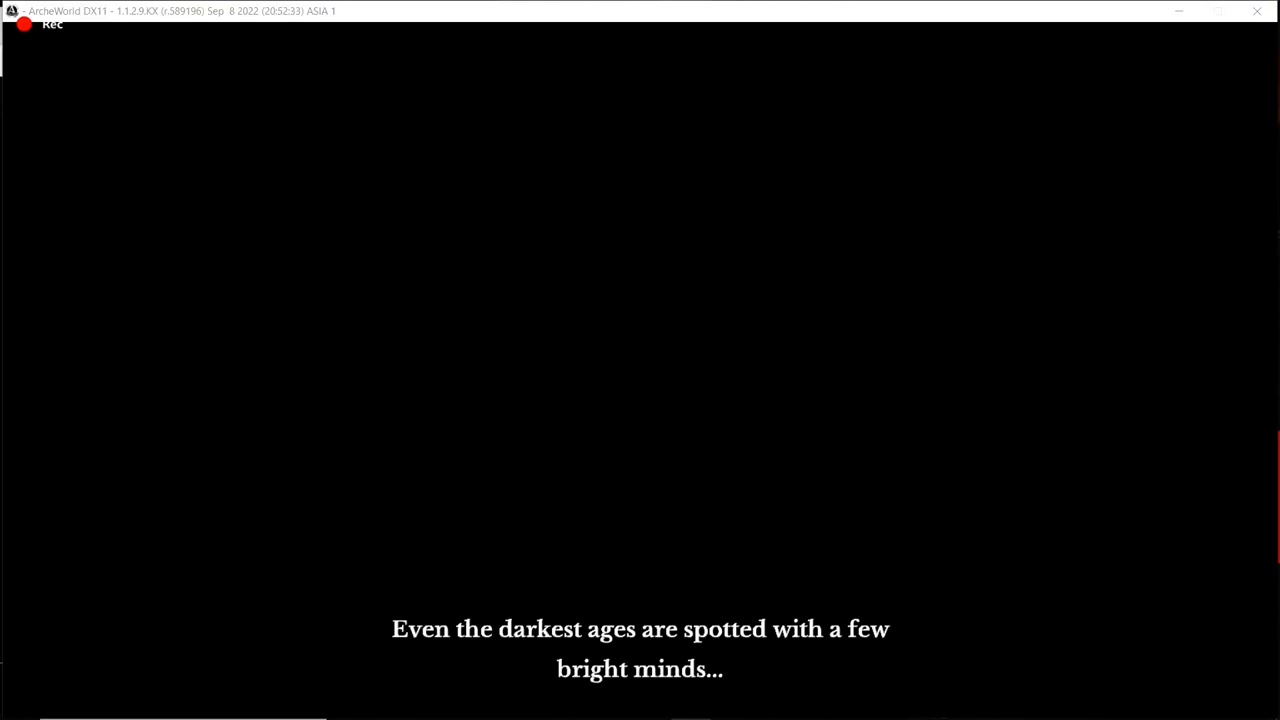 - ArcheWorld DX11 - 1.1.2.9.KX (r.589196) Sep 8 2022 (20:52:33) ASIA 1
Rec
Even the darkest ages are spotted with a few
bright minds...